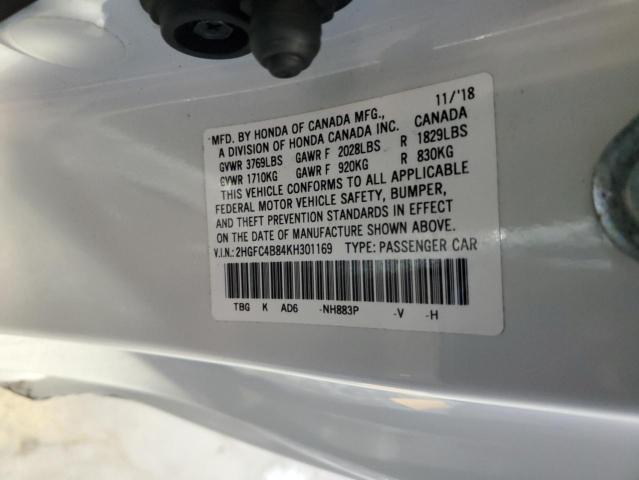 11/'18
MFD. BY HONDA OF CANADA MFG., CANADA
A DIVISION OF HONDA CANADA INC.
GVWR 3769LBS GAWR F 2028LBS R 1829LBS
GVWR 1710KG GAWR F 920KG R 830KG
THIS VEHICLE CONFORMS TO ALL APPLICABLE
FEDERAL MOTOR VEHICLE SAFETY, BUMPER,
AND THEFT PREVENTION STANDARDS IN EFFECT
ON THE DATE OF MANUFACTURE SHOWN ABOVE.
V.I.N.:2HGFC4B84KH301169 TYPE: PASSENGER CAR
TBG K AD6 -NH883P -V -H